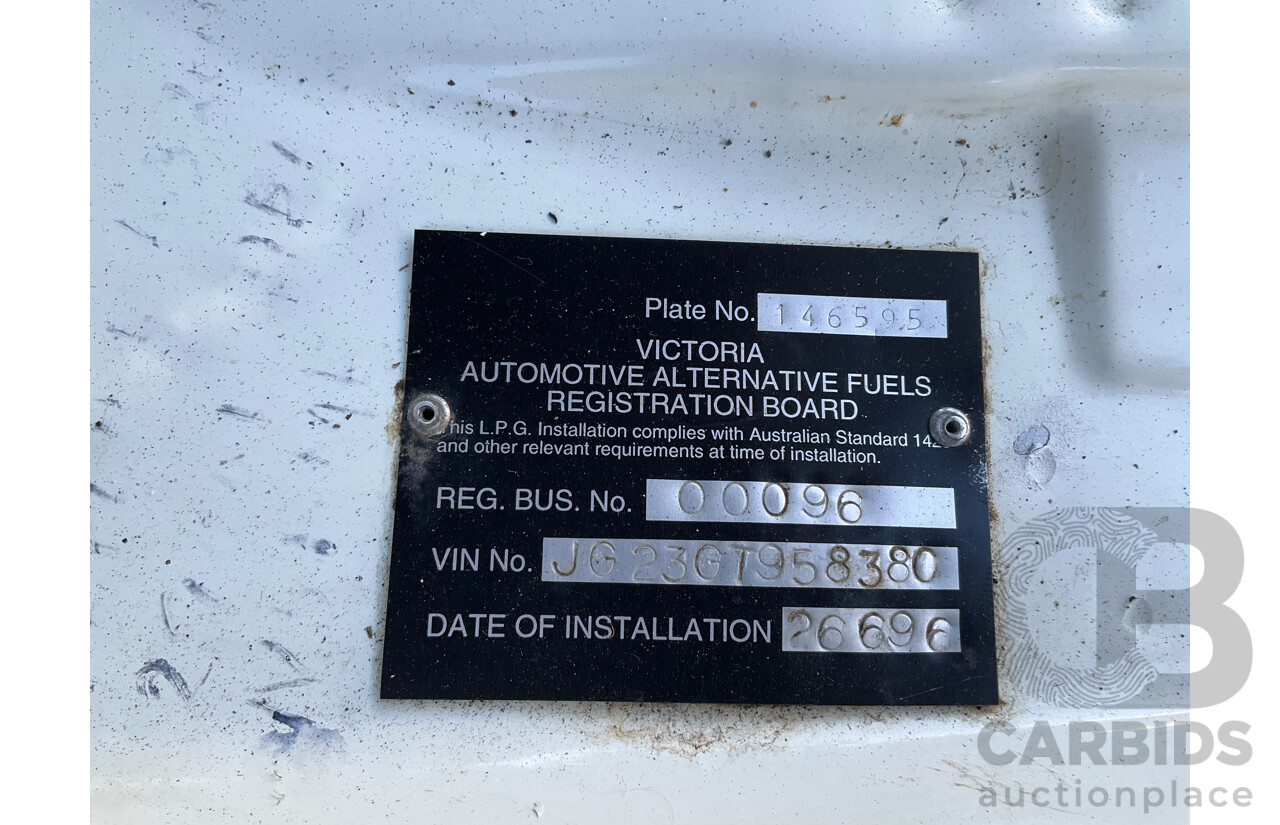 Plate No. 146595
VICTORIA
AUTOMOTIVE ALTERNATIVE FUELS
REGISTRATION BOARD
This L.P.G. Installation complies with Australian Standard 142
and other relevant requirements at time of installation.
REG. BUS. No. 00096
VIN No. JG23GT958380
DATE OF INSTALLATION 26696
CARBIDS
auctionplace